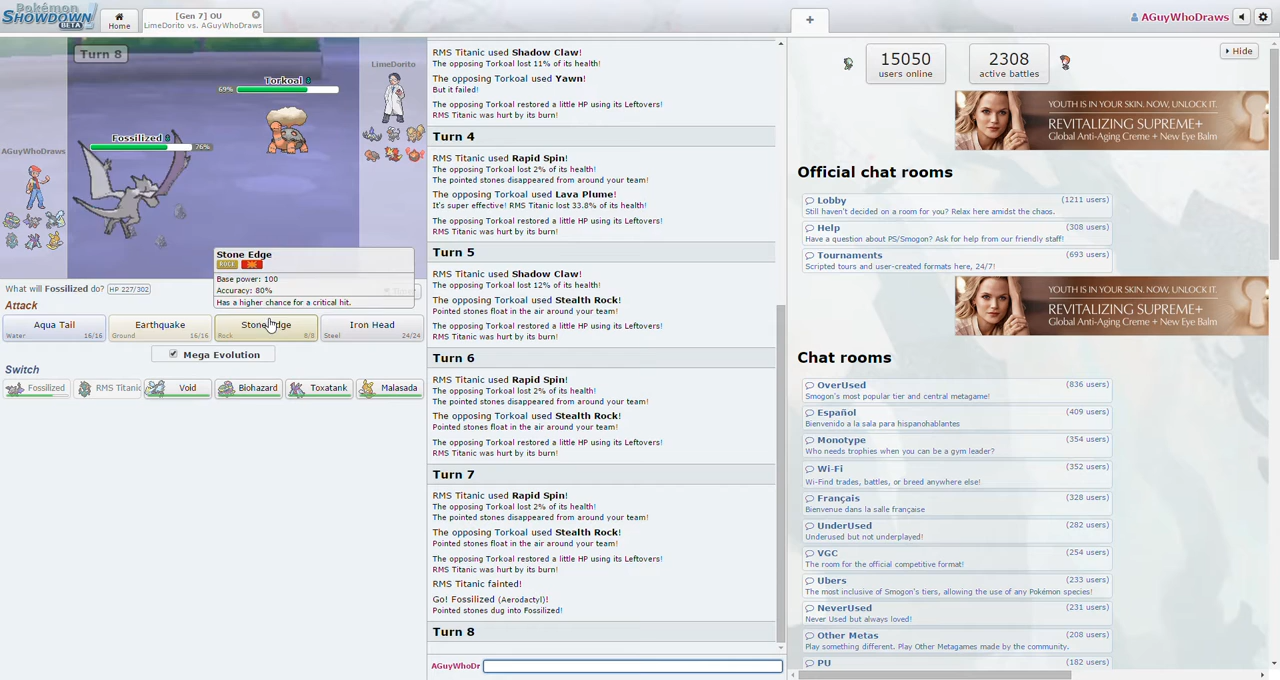 Pokémon
SHOWDOWN
BETA
Home
[Gen 7] OU
LimeDorito vs. AGuyWhoDraws
+
AGuyWhoDraws
Turn 8
Torkoal
69%
LimeDorito
Fossilized
76%
AGuyWhoDraws
Stone Edge
ROCK
Base power: 100
Accuracy: 80%
Has a higher chance for a critical hit.
What will Fossilized do? HP 227/302
Attack
Aqua Tail
Water 16/16
Earthquake
Ground 16/16
Stone Edge
Rock 8/8
Iron Head
Steel 24/24
Mega Evolution
Switch
Fossilized
RMS Titanic
Void
Biohazard
Toxatank
Malasada
RMS Titanic used Shadow Claw!
The opposing Torkoal lost 11% of its health!
The opposing Torkoal used Yawn!
But it failed!
The opposing Torkoal restored a little HP using its Leftovers!
RMS Titanic was hurt by its burn!
Turn 4
RMS Titanic used Rapid Spin!
The opposing Torkoal lost 2% of its health!
The pointed stones disappeared from around your team!
The opposing Torkoal used Lava Plume!
It's super effective! RMS Titanic lost 33.8% of its health!
The opposing Torkoal restored a little HP using its Leftovers!
RMS Titanic was hurt by its burn!
Turn 5
RMS Titanic used Shadow Claw!
The opposing Torkoal lost 12% of its health!
The opposing Torkoal used Stealth Rock!
Pointed stones float in the air around your team!
The opposing Torkoal restored a little HP using its Leftovers!
RMS Titanic was hurt by its burn!
Turn 6
RMS Titanic used Rapid Spin!
The opposing Torkoal lost 2% of its health!
The pointed stones disappeared from around your team!
The opposing Torkoal used Stealth Rock!
Pointed stones float in the air around your team!
The opposing Torkoal restored a little HP using its Leftovers!
RMS Titanic was hurt by its burn!
Turn 7
RMS Titanic used Rapid Spin!
The opposing Torkoal lost 2% of its health!
The pointed stones disappeared from around your team!
The opposing Torkoal used Stealth Rock!
Pointed stones float in the air around your team!
The opposing Torkoal restored a little HP using its Leftovers!
RMS Titanic was hurt by its burn!
RMS Titanic fainted!
Go! Fossilized (Aerodactyl)!
Pointed stones dug into Fossilized!
Turn 8
AGuyWhoDr
15050
users online
2308
active battles
Hide
YOUTH IS IN YOUR SKIN. NOW, UNLOCK IT.
REVITALIZING SUPREME+
Global Anti-Aging Creme + New Eye Balm
Official chat rooms
Lobby (1211 users)
Still haven't decided on a room for you? Relax here amidst the chaos.
Help (308 users)
Have a question about PS/Smogon? Ask for help from our friendly staff!
Tournaments (693 users)
Scripted tours and user-created formats here, 24/7!
YOUTH IS IN YOUR SKIN. NOW, UNLOCK IT.
REVITALIZING SUPREME+
Global Anti-Aging Creme + New Eye Balm
Chat rooms
OverUsed (836 users)
Smogon's most popular tier and central metagame!
Español (409 users)
Bienvenido a la sala para hispanohablantes
Monotype (354 users)
Who needs trophies when you can be a gym leader?
Wi-Fi (352 users)
Wi-Find trades, battles, or breed anywhere else!
Français (328 users)
Bienvenue dans la salle française
UnderUsed (282 users)
Underused but not underplayed!
VGC (254 users)
The room for the official competitive format!
Ubers (233 users)
The most inclusive of Smogon's tiers, allowing the use of any Pokémon species!
NeverUsed (231 users)
Never Used but always loved!
Other Metas (208 users)
Play something different. Play Other Metagames made by the community.
PU (182 users)